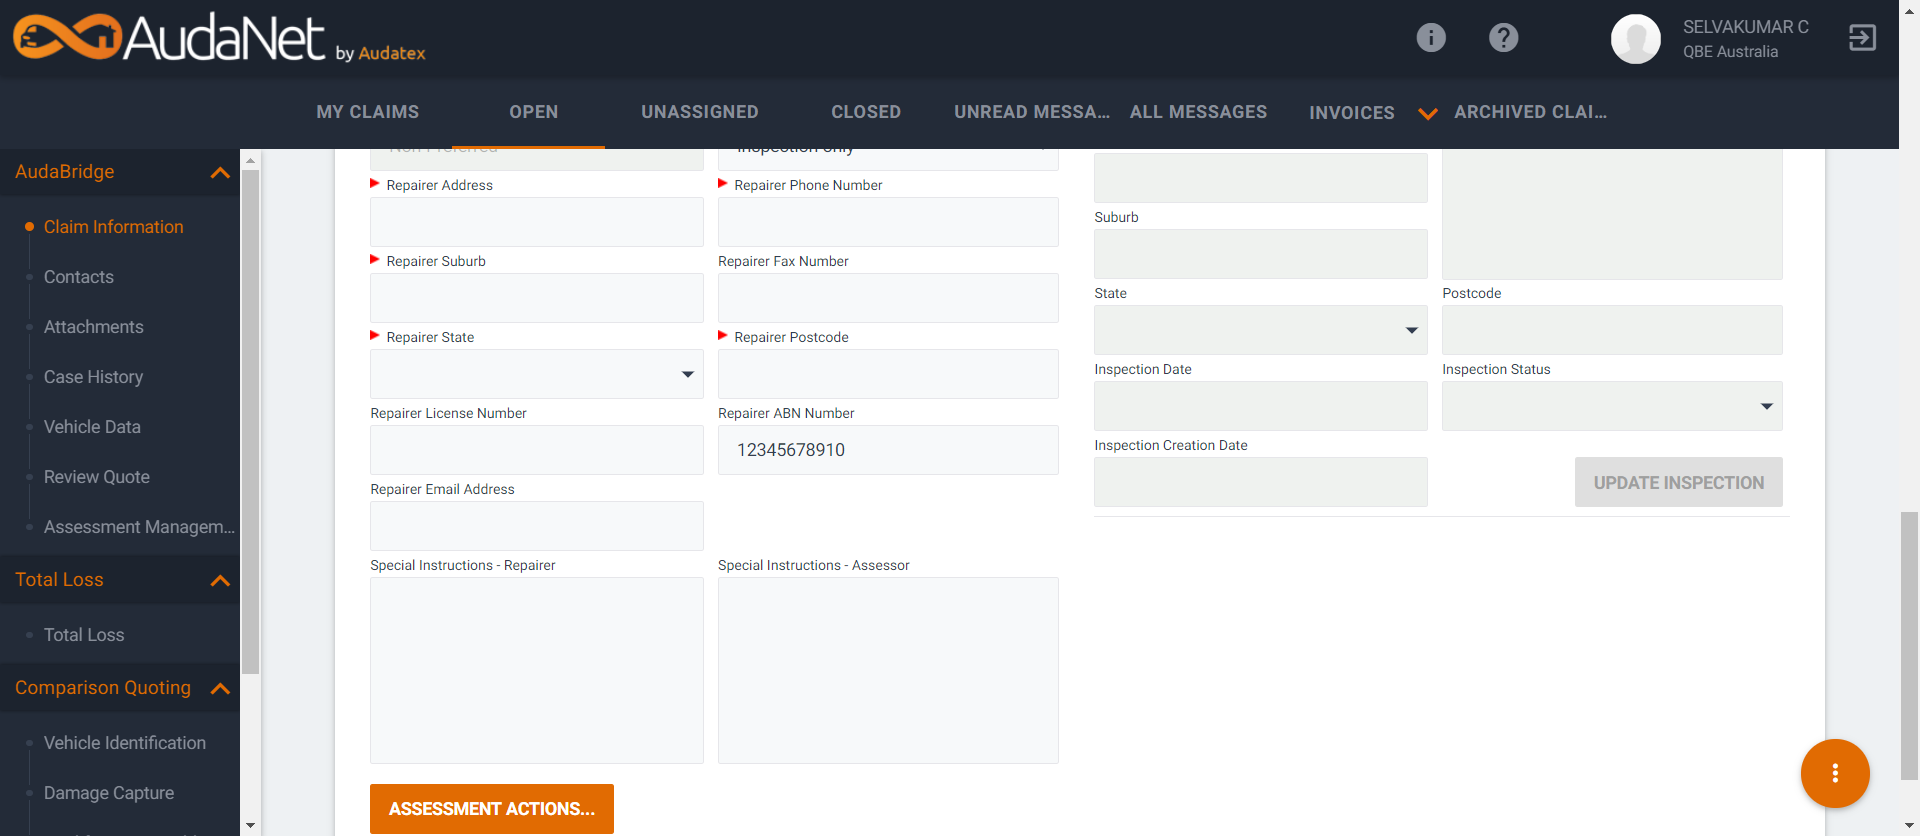 AudaNet by Audatex
SELVAKUMAR C
QBE Australia
MY CLAIMS
OPEN
UNASSIGNED
CLOSED
UNREAD MESSA...
ALL MESSAGES
INVOICES
ARCHIVED CLAI...
AudaBridge
Claim Information
Contacts
Attachments
Case History
Vehicle Data
Review Quote
Assessment Managem...
Total Loss
Total Loss
Comparison Quoting
Vehicle Identification
Damage Capture
Non Preferred
Inspection Only
Repairer Address
Repairer Phone Number
Repairer Suburb
Repairer Fax Number
Repairer State
Repairer Postcode
Repairer License Number
Repairer ABN Number
12345678910
Repairer Email Address
Special Instructions - Repairer
Special Instructions - Assessor
ASSESSMENT ACTIONS...
Suburb
State
Postcode
Inspection Date
Inspection Status
Inspection Creation Date
UPDATE INSPECTION